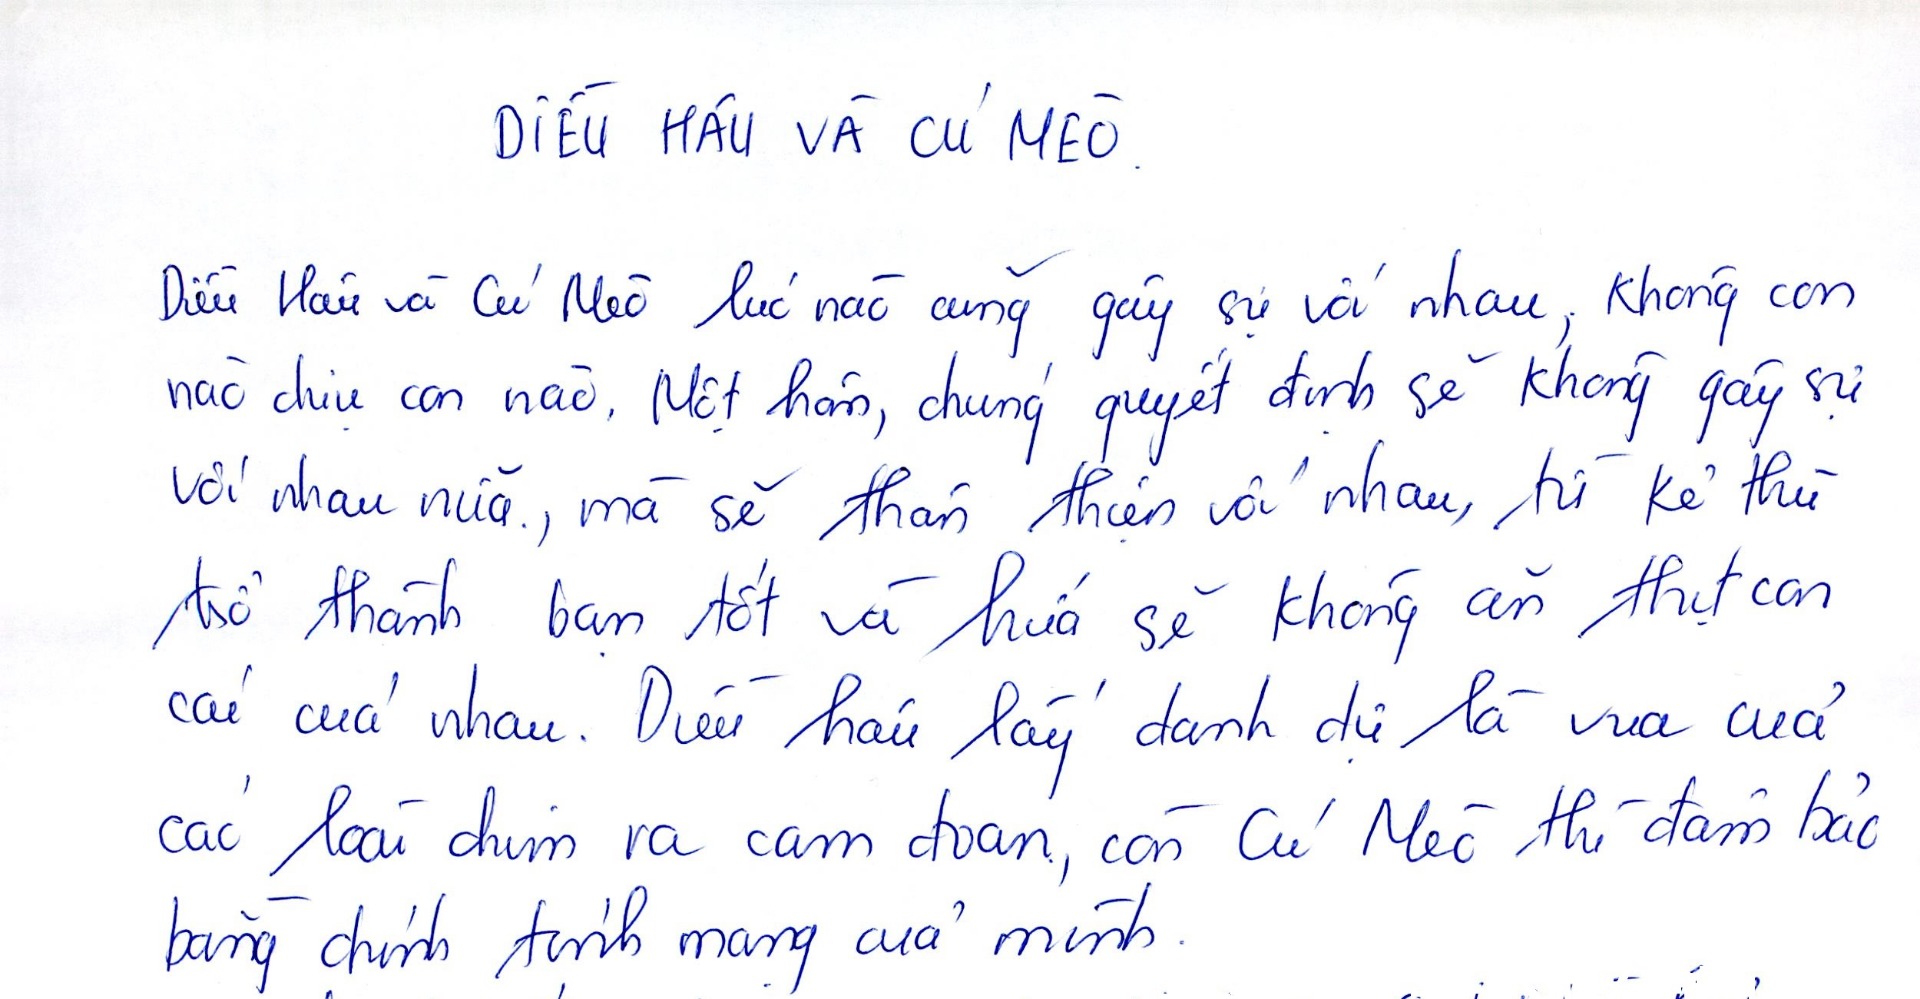 DIỀU HÂU VÀ CÚ MÈO.
Diều Hâu và Cú Mèo lúc nào cũng gây sự với nhau, không con
nào chịu con nào. Một hôm, chúng quyết định sẽ không gây sự
với nhau nữa, mà sẽ thân thiện với nhau, từ kẻ thù
trở thành bạn tốt và hứa sẽ không ăn thịt con
cái của nhau. Diều hâu lấy danh dự là vua của
các loài chim ra cam đoan, còn Cú Mèo thì đảm bảo
bằng chính tính mạng của mình.